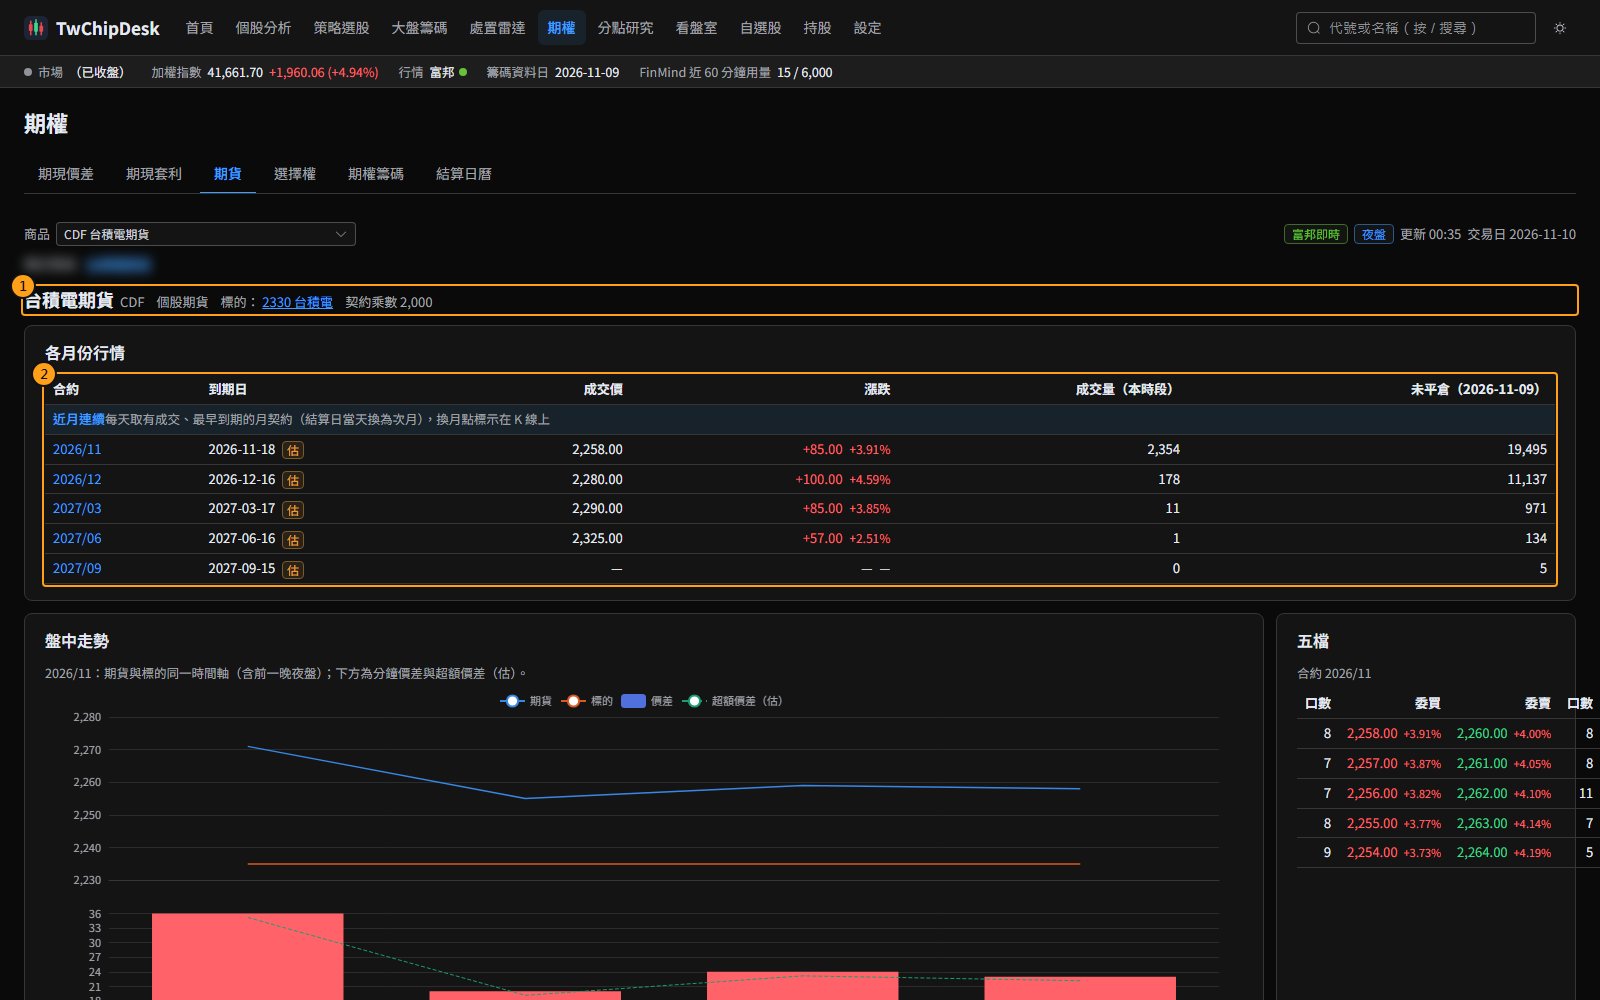 TwChipDesk 首頁 個股分析 策略選股 大盤籌碼 處置雷達 期權 分點研究 看盤室 自選股 持股 設定 代號或名稱（按 / 搜尋）
市場 （已收盤） 加權指數 41,661.70 +1,960.06 (+4.94%) 行情 富邦 籌碼資料日 2026-11-09 FinMind 近 60 分鐘用量 15 / 6,000
期權
期現價差 期現套利 期貨 選擇權 期權籌碼 結算日曆
商品 CDF 台積電期貨 富邦即時 夜盤 更新 00:35 交易日 2026-11-10
1
台積電期貨 CDF 個股期貨 標的： 2330 台積電 契約乘數 2,000
各月份行情
2
合約 到期日 成交價 漲跌 成交量（本時段） 未平倉（2026-11-09）
近月連續 每天取有成交、最早到期的月契約（結算日當天換為次月），換月點標示在 K 線上
2026/11 2026-11-18 估 2,258.00 +85.00 +3.91% 2,354 19,495
2026/12 2026-12-16 估 2,280.00 +100.00 +4.59% 178 11,137
2027/03 2027-03-17 估 2,290.00 +85.00 +3.85% 11 971
2027/06 2027-06-16 估 2,325.00 +57.00 +2.51% 1 134
2027/09 2027-09-15 估 — — — 0 5
盤中走勢
2026/11：期貨與標的同一時間軸（含前一晚夜盤）；下方為分鐘價差與超額價差（估）。
期貨 標的 價差 超額價差（估）
2,280
2,270
2,260
2,250
2,240
2,230
36
33
30
27
24
21
18
五檔
合約 2026/11
口數 委買 委賣 口數
8 2,258.00 +3.91% 2,260.00 +4.00% 8
7 2,257.00 +3.87% 2,261.00 +4.05% 8
7 2,256.00 +3.82% 2,262.00 +4.10% 11
8 2,255.00 +3.77% 2,263.00 +4.14% 7
9 2,254.00 +3.73% 2,264.00 +4.19% 5